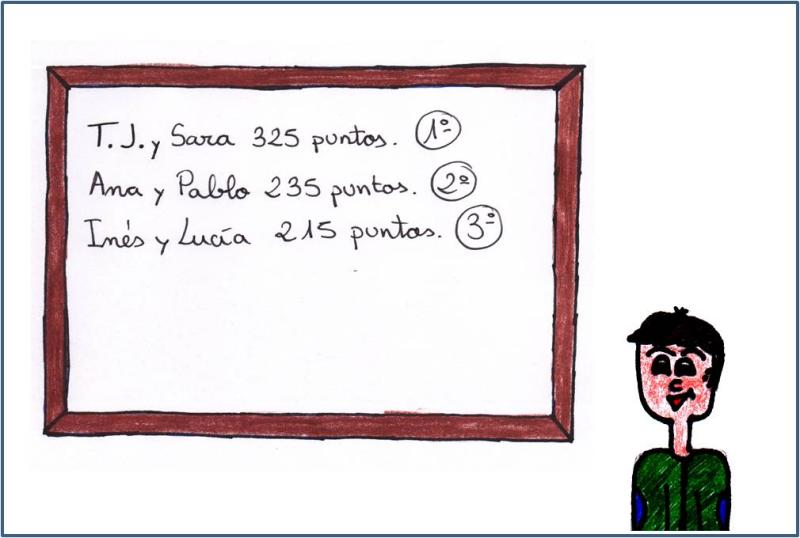 T.J. y Sara 325 puntos. 1º
Ana y Pablo 235 puntos. 2º
Inés y Lucía 215 puntos. 3º